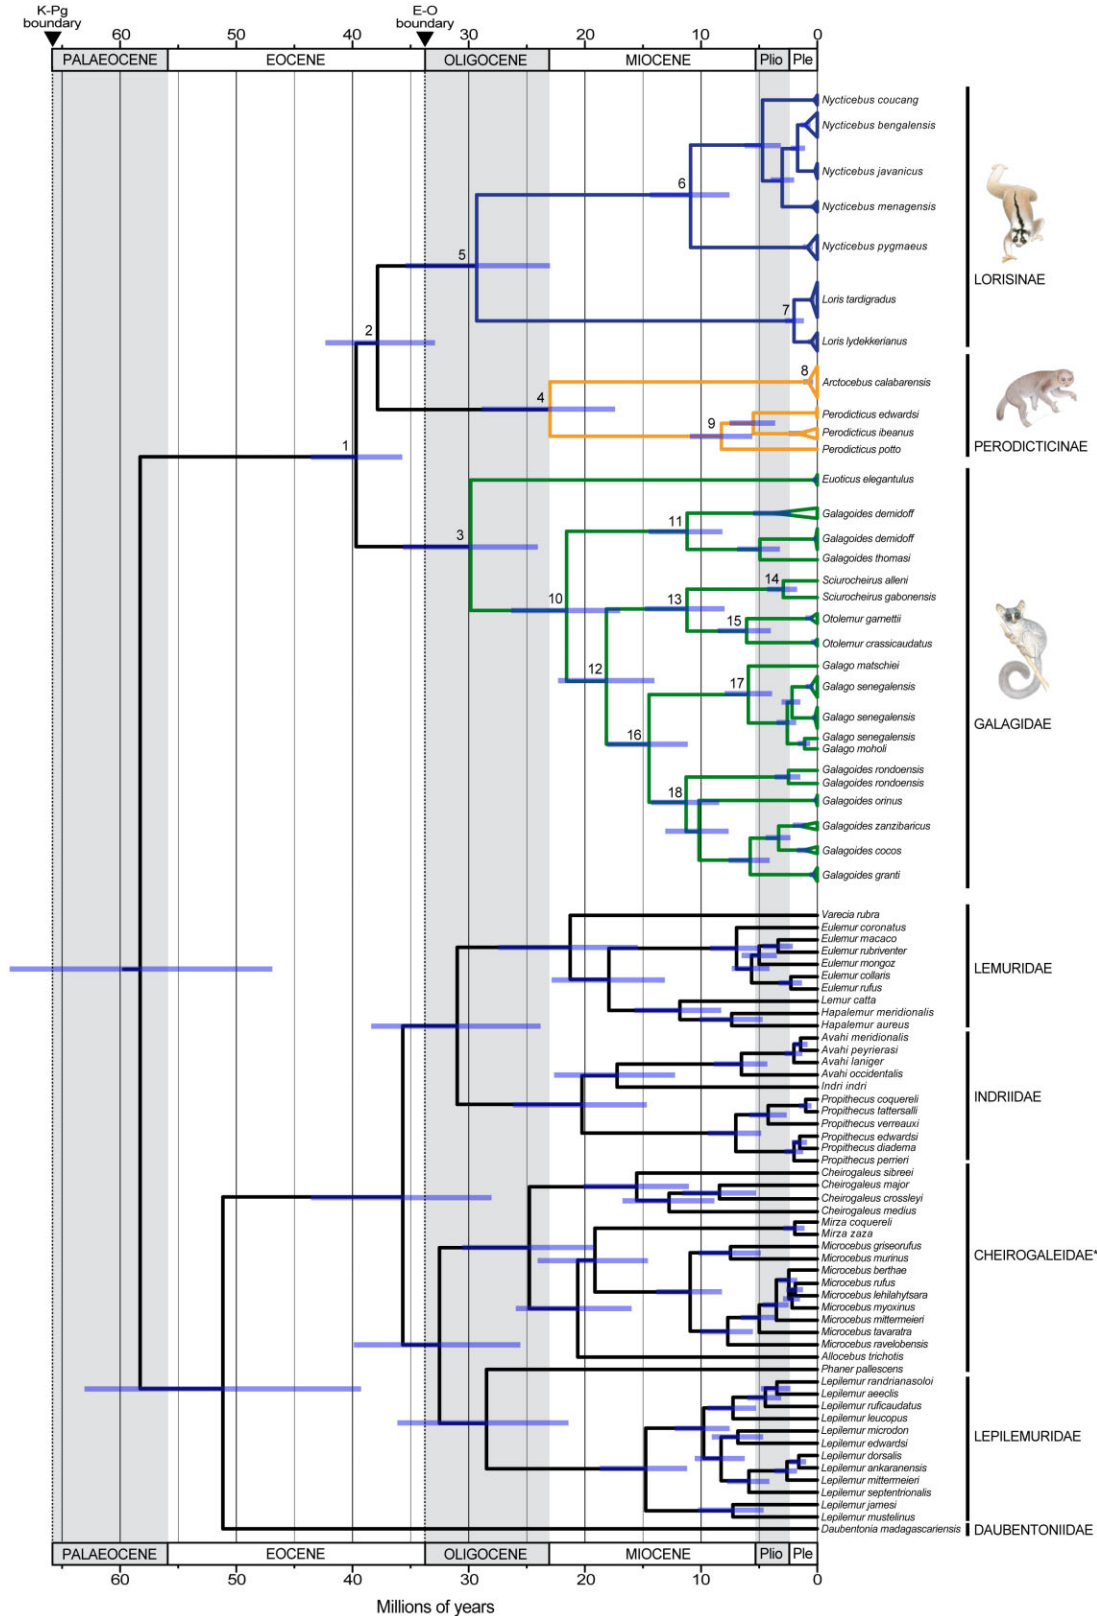 K-Pg
boundary
E-O
boundary
60 50 40 30 20 10 0
PALAEOCENE EOCENE OLIGOCENE MIOCENE Plio Ple
Nycticebus coucang
Nycticebus bengalensis
Nycticebus javanicus
6
Nycticebus menagensis
Nycticebus pygmaeus
5
LORISINAE
Loris tardigradus
7
2
Loris lydekkerianus
8
Arctocebus calabarensis
4
Perodicticus edwardsi
9
Perodicticus ibeanus
1
Perodicticus potto
PERODICTICINAE
Euoticus elegantulus
Galagoides demidoff
11
3
Galagoides demidoff
Galagoides thomasi
14
Sciurocheirus alleni
10
13
Sciurocheirus gabonensis
15
Otolemur garnettii
Otolemur crassicaudatus
12
Galago matschiei
17
Galago senegalensis
Galago senegalensis
GALAGIDAE
16
Galago senegalensis
Galago moholi
Galagoides rondoensis
Galagoides rondoensis
18
Galagoides orinus
Galagoides zanzibaricus
Galagoides cocos
Galagoides granti
Varecia rubra
Eulemur coronatus
Eulemur macaco
Eulemur rubriventer
Eulemur mongoz
LEMURIDAE
Eulemur collaris
Eulemur rufus
Lemur catta
Hapalemur meridionalis
Hapalemur aureus
Avahi meridionalis
Avahi peyrierasi
Avahi laniger
Avahi occidentalis
Indri indri
INDRIIDAE
Propithecus coquereli
Propithecus tattersalli
Propithecus verreauxi
Propithecus edwardsi
Propithecus diadema
Propithecus perrieri
Cheirogaleus sibreei
Cheirogaleus major
Cheirogaleus crossleyi
Cheirogaleus medius
Mirza coquereli
Mirza zaza
Microcebus griseorufus
CHEIROGALEIDAE*
Microcebus murinus
Microcebus berthae
Microcebus rufus
Microcebus lehilahytsara
Microcebus myoxinus
Microcebus mittermeieri
Microcebus tavaratra
Microcebus ravelobensis
Allocebus trichotis
Phaner pallescens
Lepilemur randrianasoloi
Lepilemur aeeclis
Lepilemur ruficaudatus
Lepilemur leucopus
Lepilemur microdon
LEPILEMURIDAE
Lepilemur edwardsi
Lepilemur dorsalis
Lepilemur ankaranensis
Lepilemur mittermeieri
Lepilemur septentrionalis
Lepilemur jamesi
Lepilemur mustelinus
Daubentonia madagascariensis
DAUBENTONIIDAE
PALAEOCENE EOCENE OLIGOCENE MIOCENE Plio Ple
60 50 40 30 20 10 0
Millions of years